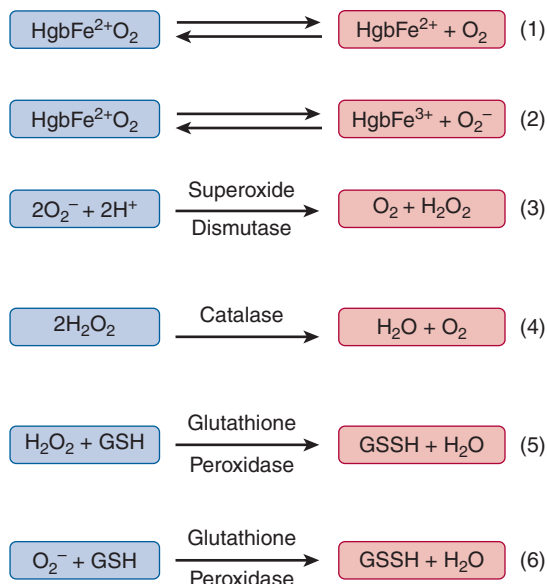 HgbFe²⁺O₂ HgbFe²⁺ + O₂ (1)
HgbFe²⁺O₂ HgbFe³⁺ + O₂⁻ (2)
Superoxide
2O₂⁻ + 2H⁺ O₂ + H₂O₂ (3)
Dismutase
2H₂O₂ Catalase H₂O + O₂ (4)
Glutathione
H₂O₂ + GSH GSSH + H₂O (5)
Peroxidase
Glutathione
O₂⁻ + GSH GSSH + H₂O (6)
Peroxidase